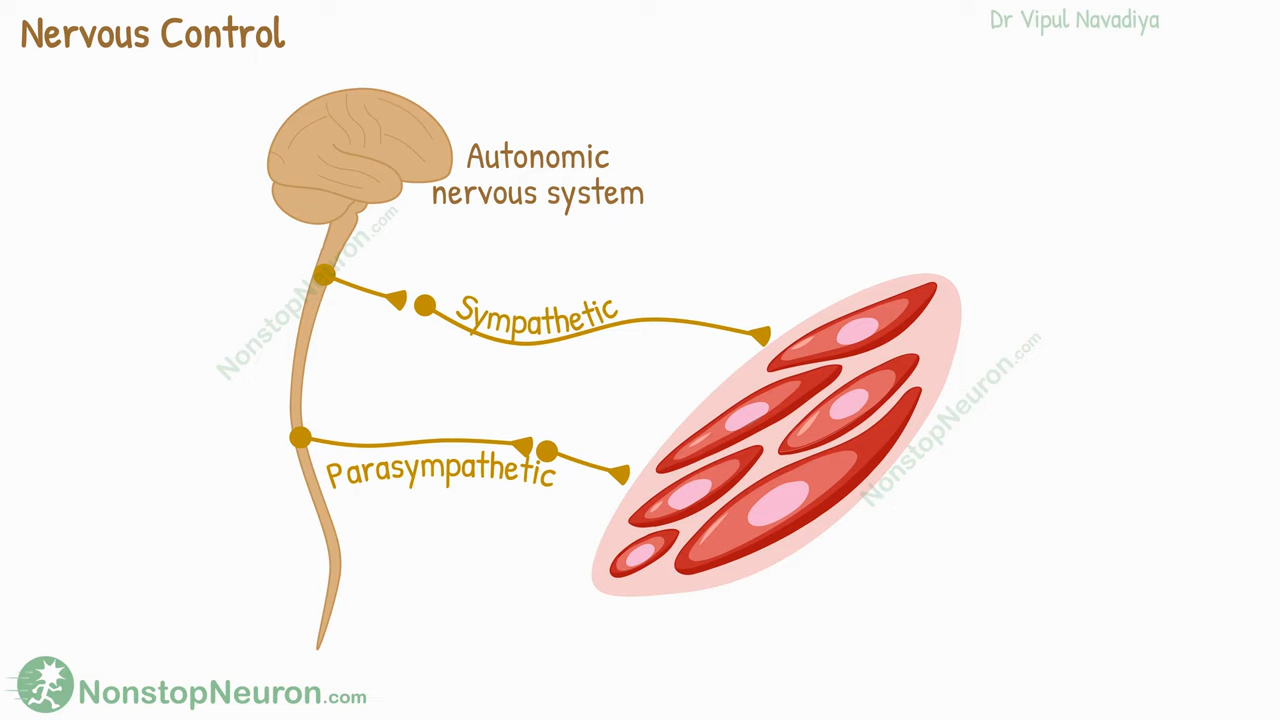 Nervous Control
Dr Vipul Navadiya
Autonomic
nervous system
NonstopNeuron.com
Sympathetic
Parasympathetic
NonstopNeuron.com
NonstopNeuron.com